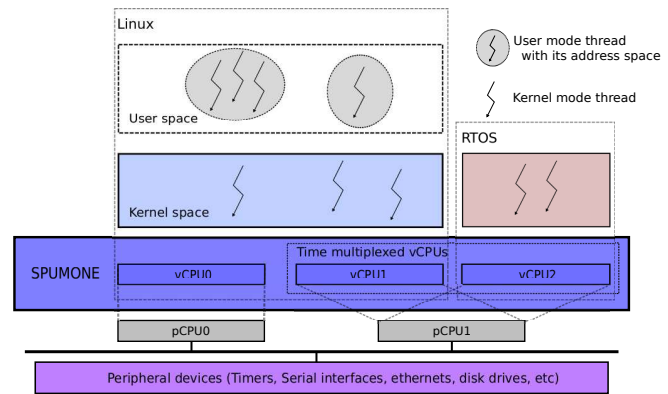 Linux
User mode thread
with its address space
Kernel mode thread
User space
RTOS
Kernel space
Time multiplexed vCPUs
SPUMONE
vCPU0
vCPU1
vCPU2
pCPU0
pCPU1
Peripheral devices (Timers, Serial interfaces, ethernets, disk drives, etc)